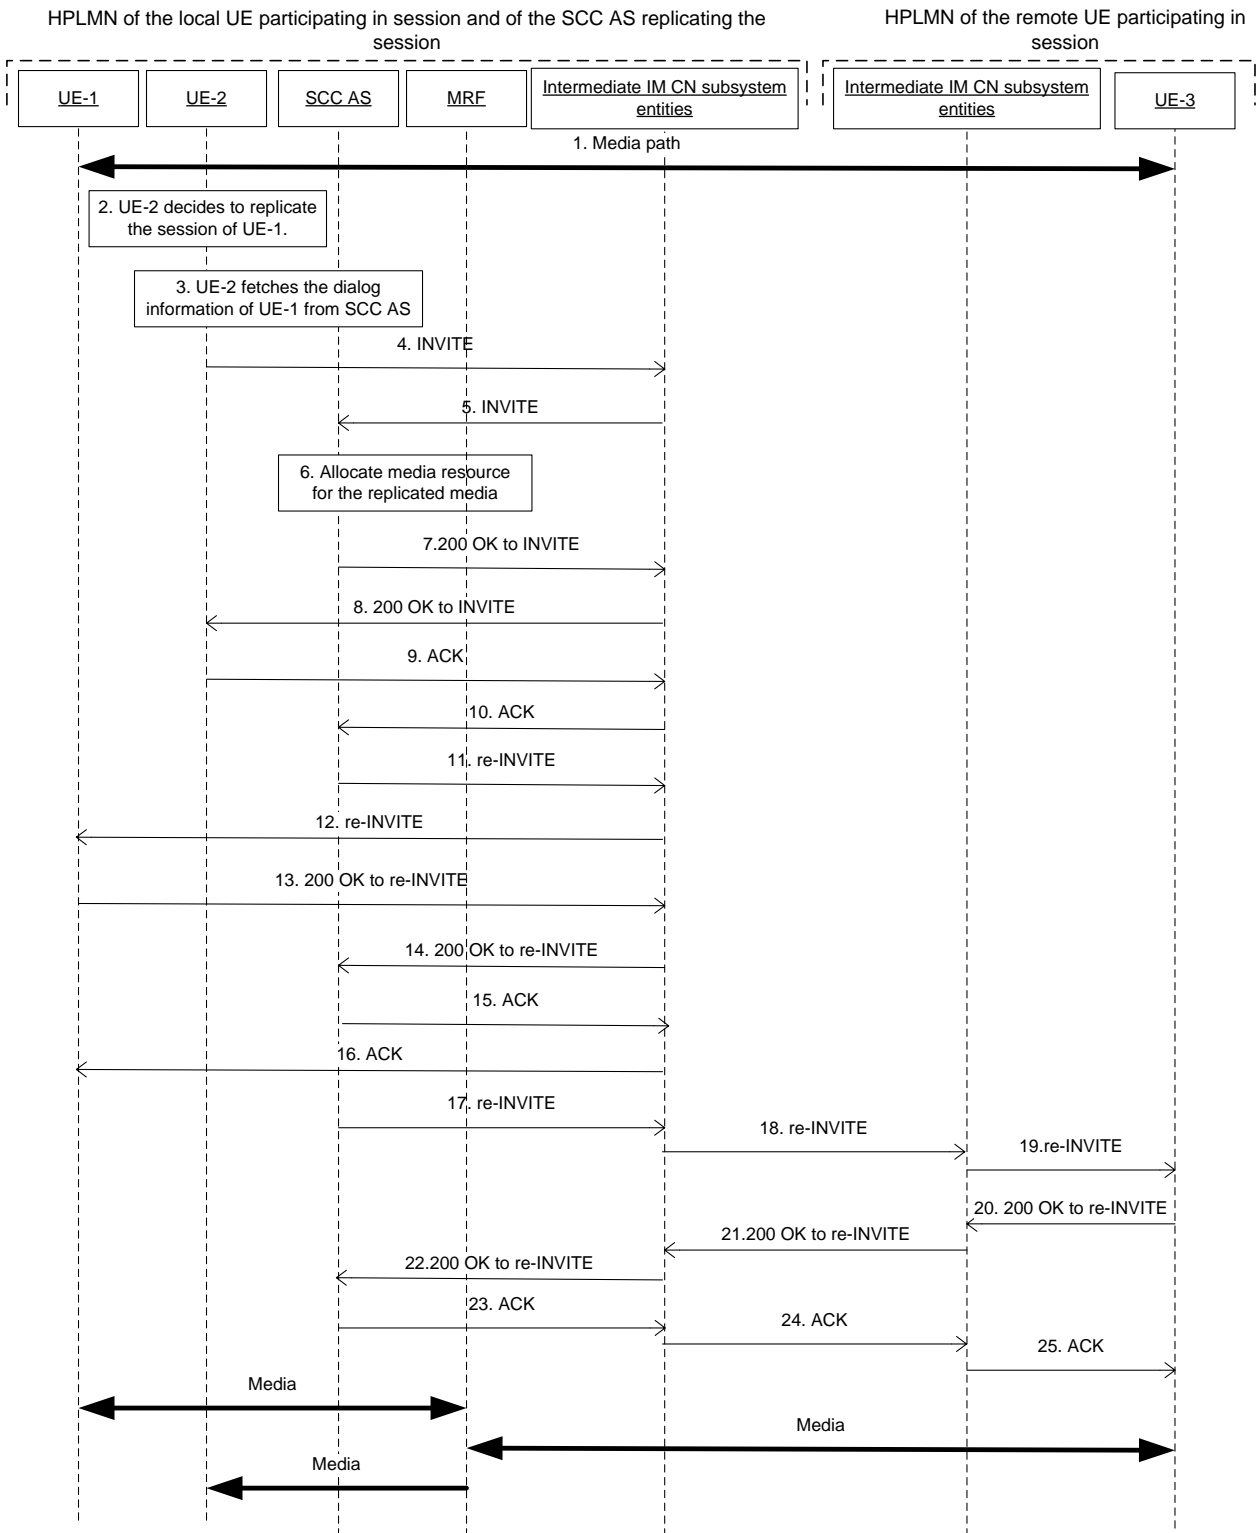 HPLMN of the local UE participating in session and of the SCC AS replicating the
session
HPLMN of the remote UE participating in
session
UE-1
UE-2
SCC AS
MRF
Intermediate IM CN subsystem
entities
Intermediate IM CN subsystem
entities
UE-3
1. Media path
2. UE-2 decides to replicate
the session of UE-1.
3. UE-2 fetches the dialog
information of UE-1 from SCC AS
4. INVITE
5. INVITE
6. Allocate media resource
for the replicated media
7.200 OK to INVITE
8. 200 OK to INVITE
9. ACK
10. ACK
11. re-INVITE
12. re-INVITE
13. 200 OK to re-INVITE
14. 200 OK to re-INVITE
15. ACK
16. ACK
17. re-INVITE
18. re-INVITE
19.re-INVITE
20. 200 OK to re-INVITE
21.200 OK to re-INVITE
22.200 OK to re-INVITE
23. ACK
24. ACK
25. ACK
Media
Media
Media